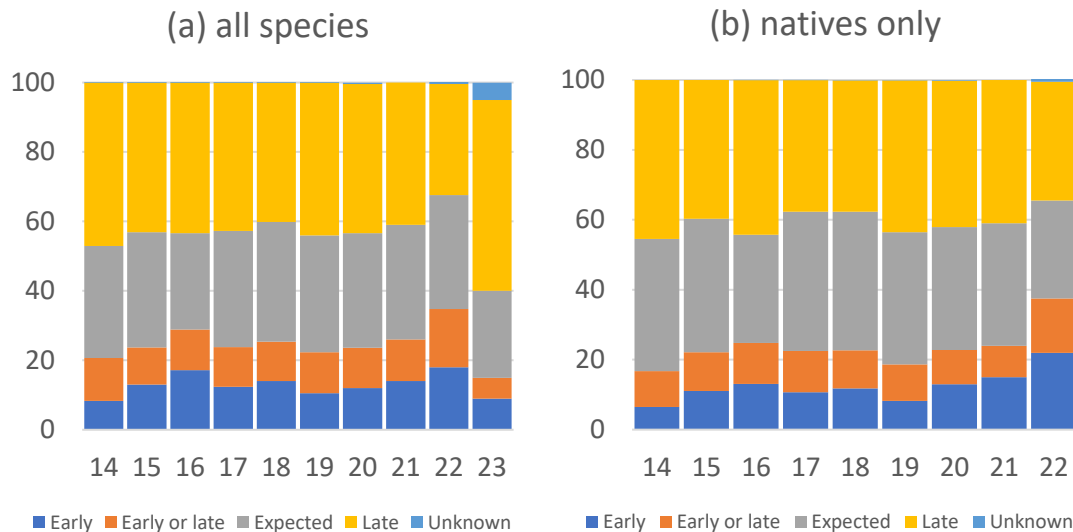 (a) all species
100
80
60
40
20
0
14 15 16 17 18 19 20 21 22 23
Early Early or late Expected Late Unknown
(b) natives only
100
80
60
40
20
0
14 15 16 17 18 19 20 21 22
Early Early or late Expected Late Unknown